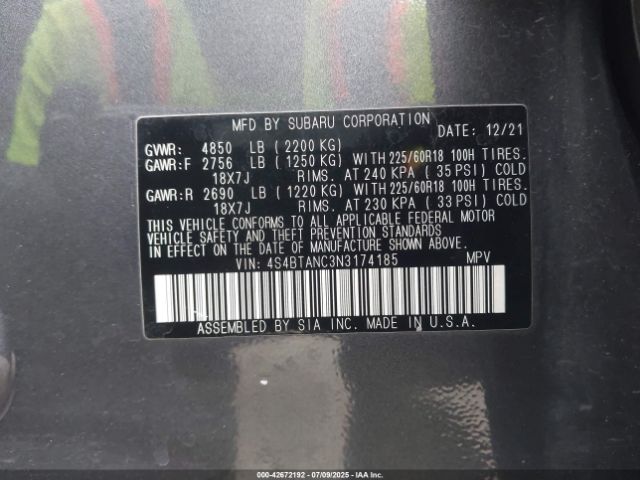 MFD BY SUBARU CORPORATION
DATE: 12/21
GVWR: 4850 LB (2200 KG)
GAWR:F 2756 LB (1250 KG) WITH 225/60R18 100H TIRES.
18X7J RIMS. AT 240 KPA (35 PSI) COLD
GAWR:R 2690 LB (1220 KG) WITH 225/60R18 100H TIRES.
18X7J RIMS. AT 230 KPA (33 PSI) COLD
THIS VEHICLE CONFORMS TO ALL APPLICABLE FEDERAL MOTOR
VEHICLE SAFETY AND THEFT PREVENTION STANDARDS
IN EFFECT ON THE DATE OF MANUFACTURE SHOWN ABOVE.
VIN: 4S4BTANC3N3174185 MPV
ASSEMBLED BY SIA INC. MADE IN U.S.A.
000-42672192 - 07/09/2025 - IAAI.COM